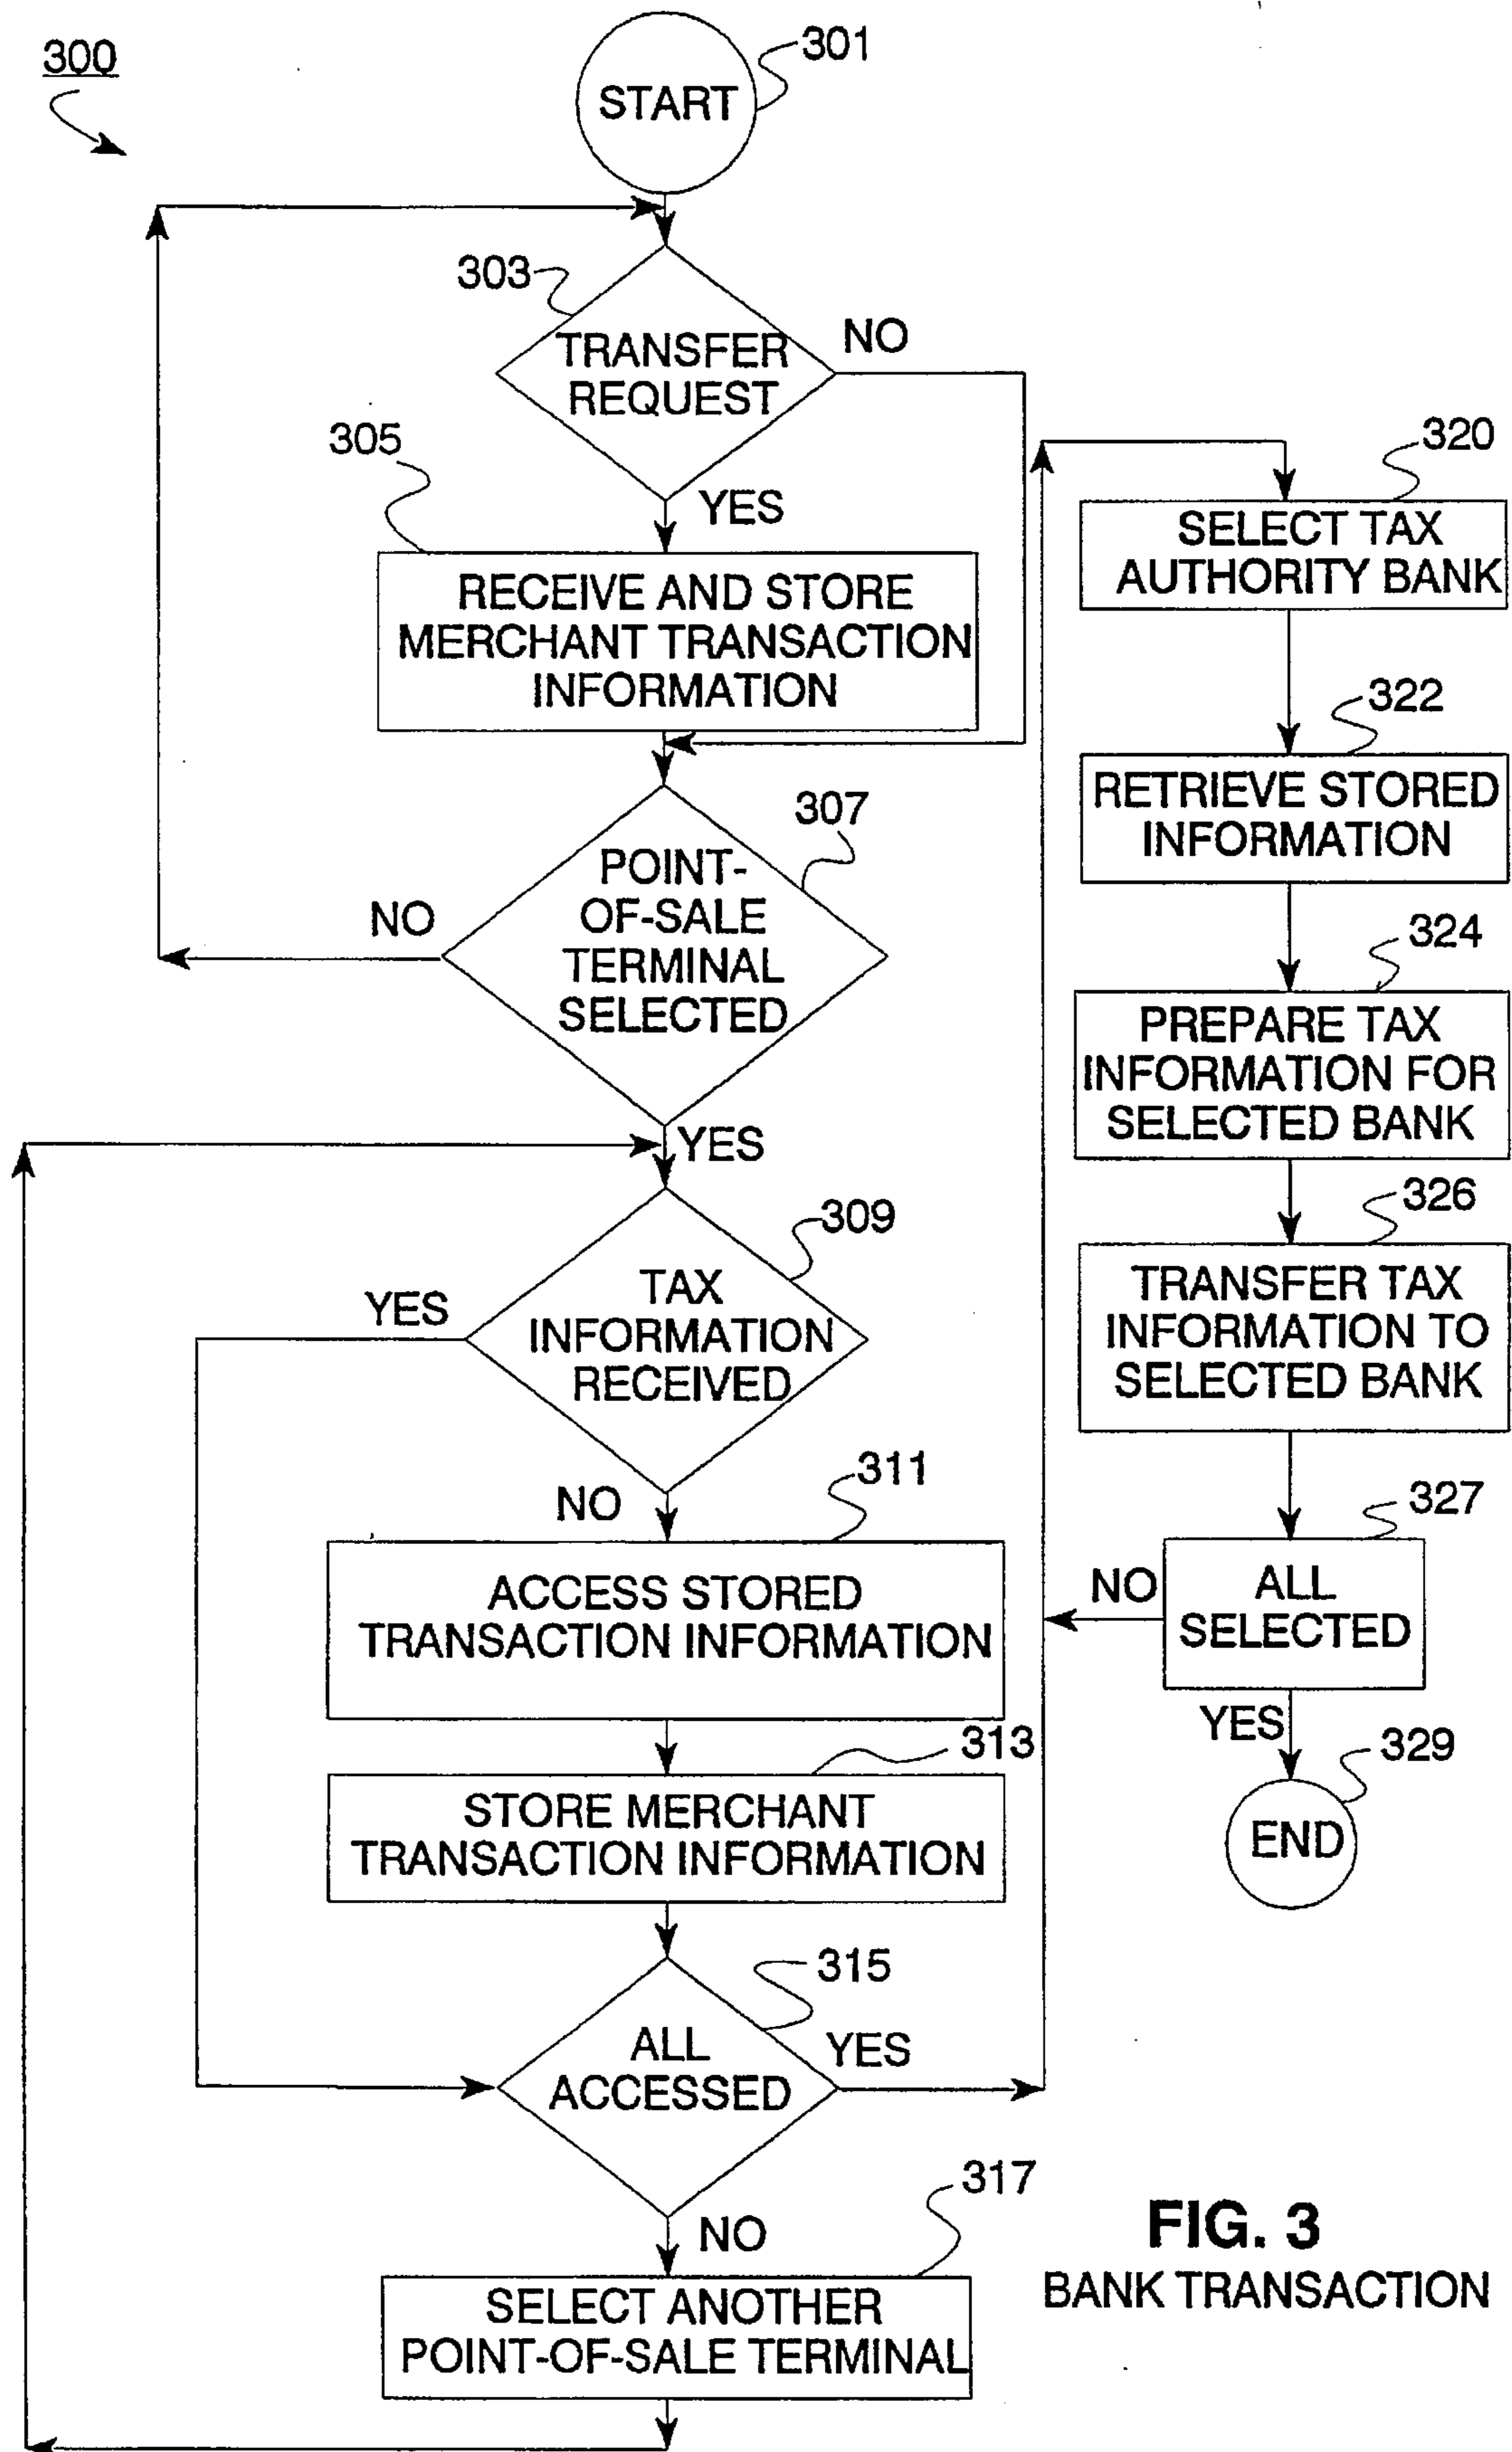 300
301
START
303
TRANSFER
REQUEST
NO
YES
305
RECEIVE AND STORE
MERCHANT TRANSACTION
INFORMATION
307
POINT-
OF-SALE
TERMINAL
SELECTED
NO
YES
309
TAX
INFORMATION
RECEIVED
YES
NO
311
ACCESS STORED
TRANSACTION INFORMATION
313
STORE MERCHANT
TRANSACTION INFORMATION
315
ALL
ACCESSED
YES
NO
317
SELECT ANOTHER
POINT-OF-SALE TERMINAL
320
SELECT TAX
AUTHORITY BANK
322
RETRIEVE STORED
INFORMATION
324
PREPARE TAX
INFORMATION FOR
SELECTED BANK
326
TRANSFER TAX
INFORMATION TO
SELECTED BANK
327
ALL
SELECTED
NO
YES
329
END
FIG. 3
BANK TRANSACTION